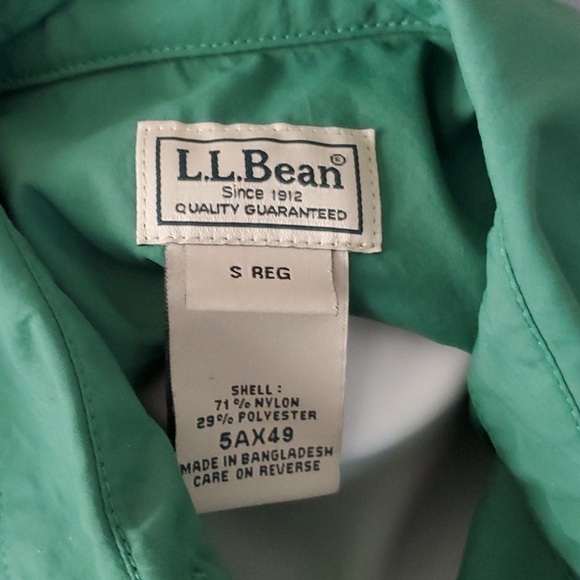 L.L.Bean®
Since 1912
QUALITY GUARANTEED
S REG
SHELL:
71% NYLON
29% POLYESTER
5AX49
MADE IN BANGLADESH
CARE ON REVERSE